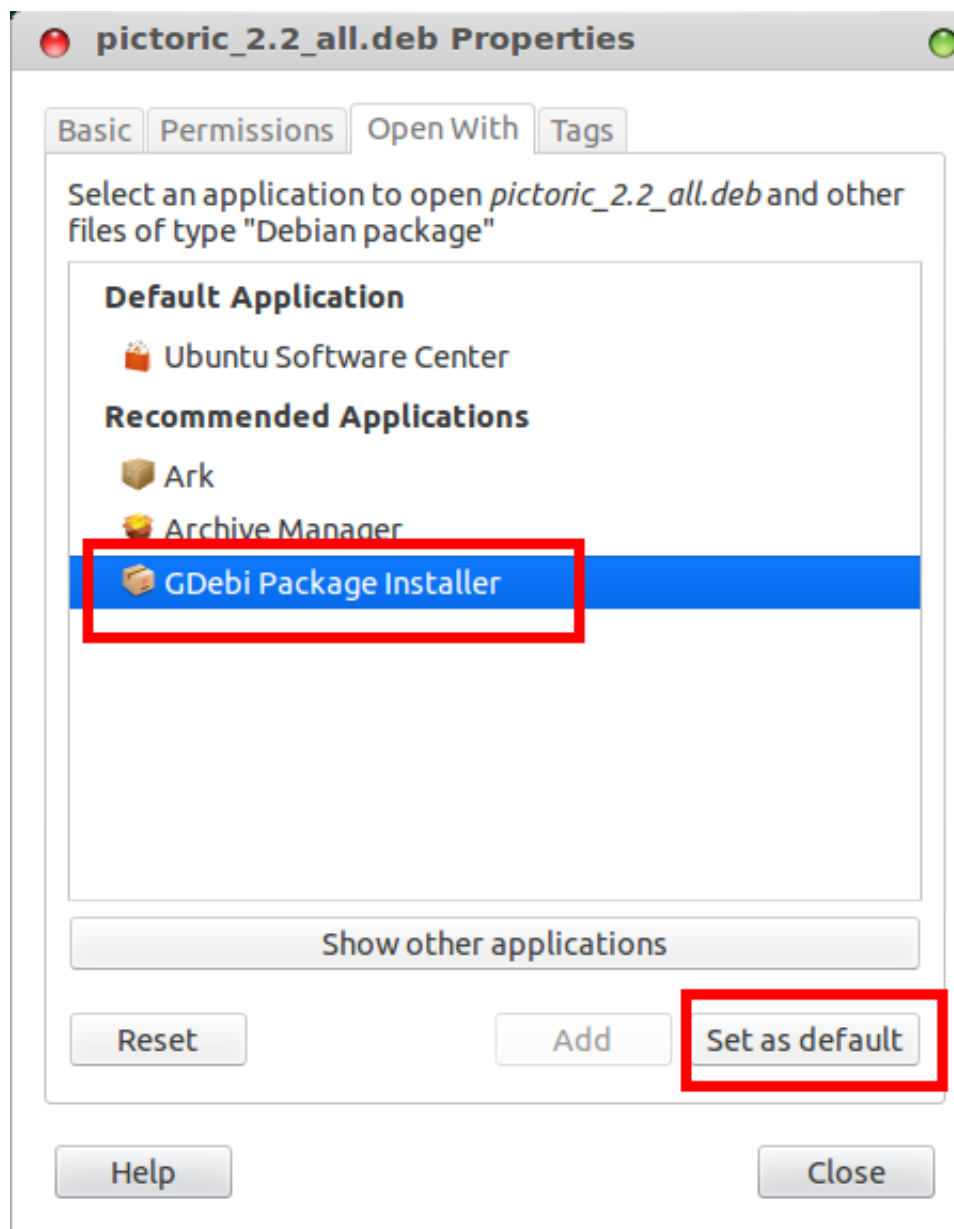 pictoric_2.2_all.deb Properties
Basic Permissions Open With Tags
Select an application to open pictoric_2.2_all.deb and other
files of type "Debian package"
Default Application
Ubuntu Software Center
Recommended Applications
Ark
Archive Manager
GDebi Package Installer
Show other applications
Reset Add Set as default
Help Close